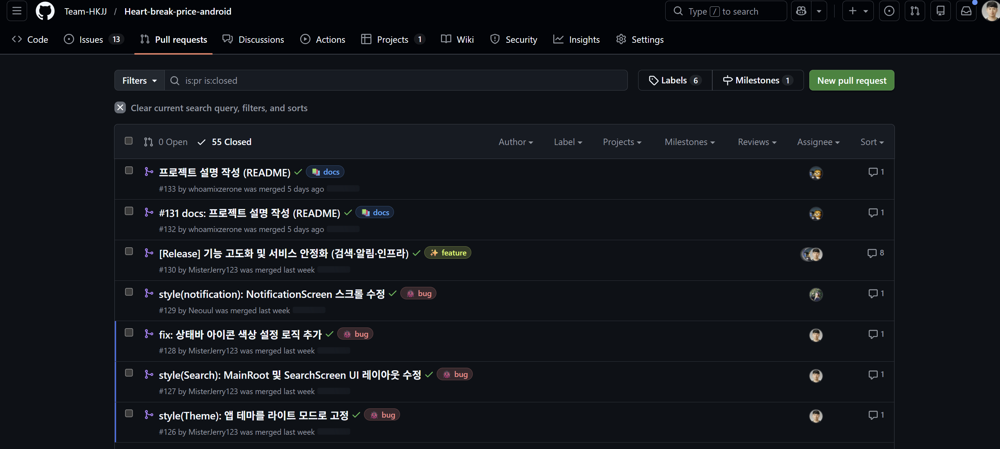 Team-HKJJ / Heart-break-price-android
Type / to search
Code
Issues 13
Pull requests
Discussions
Actions
Projects 1
Wiki
Security
Insights
Settings
Filters
is:pr is:closed
Labels 6
Milestones 1
New pull request
Clear current search query, filters, and sorts
0 Open
55 Closed
Author
Label
Projects
Milestones
Reviews
Assignee
Sort
프로젝트 설명 작성 (README) docs
1
#133 by whoamixzerone was merged 5 days ago
#131 docs: 프로젝트 설명 작성 (README) docs
1
#132 by whoamixzerone was merged 5 days ago
[Release] 기능 고도화 및 서비스 안정화 (검색·알림·인프라) feature
8
#130 by MisterJerry123 was merged last week
style(notification): NotificationScreen 스크롤 수정 bug
1
#129 by Neouul was merged last week
fix: 상태바 아이콘 색상 설정 로직 추가 bug
1
#128 by MisterJerry123 was merged last week
style(Search): MainRoot 및 SearchScreen UI 레이아웃 수정 bug
1
#127 by MisterJerry123 was merged last week
style(Theme): 앱 테마를 라이트 모드로 고정 bug
1
#126 by MisterJerry123 was merged last week